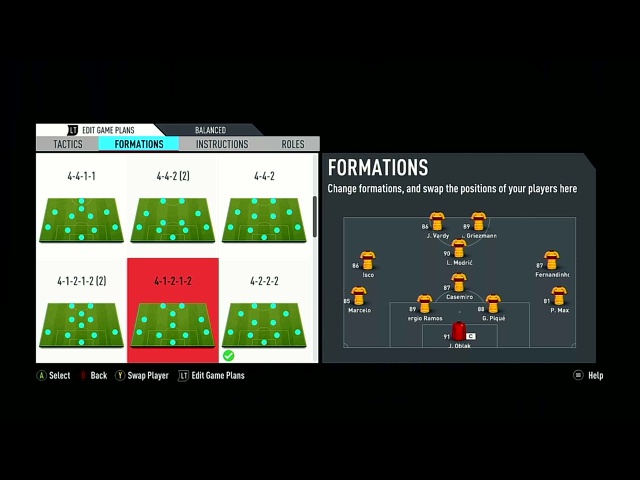 LT EDIT GAME PLANS BALANCED
TACTICS FORMATIONS INSTRUCTIONS ROLES
4-4-1-1 4-4-2 (2) 4-4-2
4-1-2-1-2 (2) 4-1-2-1-2 4-2-2-2
FORMATIONS
Change formations, and swap the positions of your players here
86 89
J. Vardy . Griezmann
90
L. Modrić
86 87
Isco Fernandinho
87
Casemiro
85 89 88 81
Marcelo ergio Ramos G. Piqué P. Max
91 C
J. Oblak
A Select B Back Y Swap Player LT Edit Game Plans Help